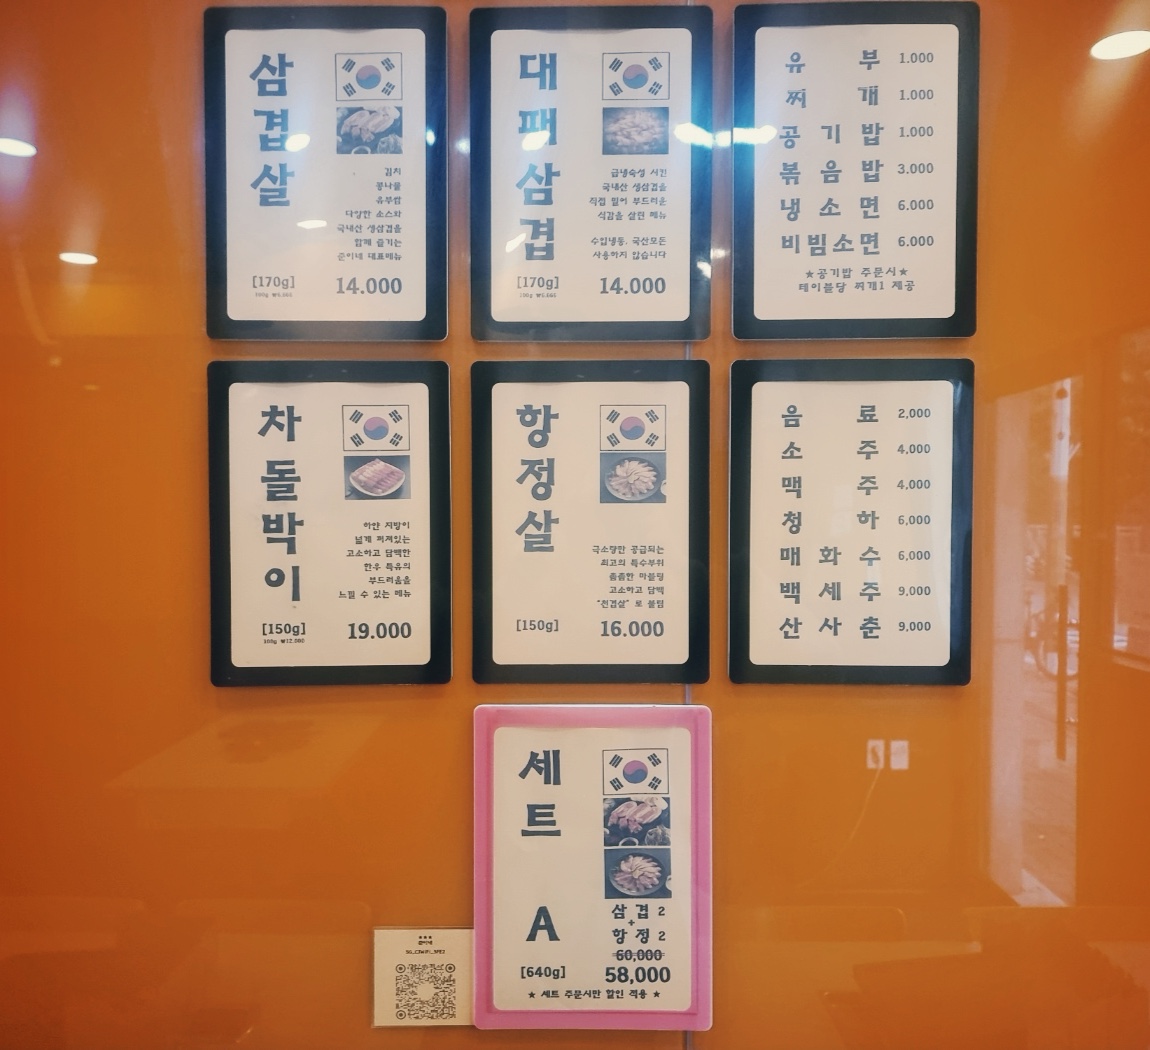 삼겹살
김치
콩나물
유부쌈
다양한 소스와
국내산 생삼겹을
함께 즐기는
준이네 대표메뉴
[170g]
14.000
대패삼겹
급냉숙성 시킨
국내산 생삼겹을
직접 밀어 부드러운
식감을 살린 메뉴
수입냉동, 국산모돈
사용하지 않습니다
[170g]
14.000
유부 1.000
찌개 1.000
공기밥 1.000
볶음밥 3.000
냉소면 6.000
비빔소면 6.000
★공기밥 주문시★
테이블당 찌개1 제공
차돌박이
하얀 지방이
넓게 퍼져있는
고소하고 담백한
한우 특유의
부드러움을
느낄 수 있는 메뉴
[150g]
100g ₩12,000
19.000
항정살
극소량만 공급되는
최고의 특수부위
촘촘한 마블링
고소하고 담백
"천겹살" 로 불림
[150g]
16.000
음료 2,000
소주 4,000
맥주 4,000
청하 6,000
매화수 6,000
백세주 9,000
산사춘 9,000
세트 A
삼겹 2
+
항정 2
60,000
[640g]
58,000
★ 세트 주문시만 할인 적용 ★
준이네